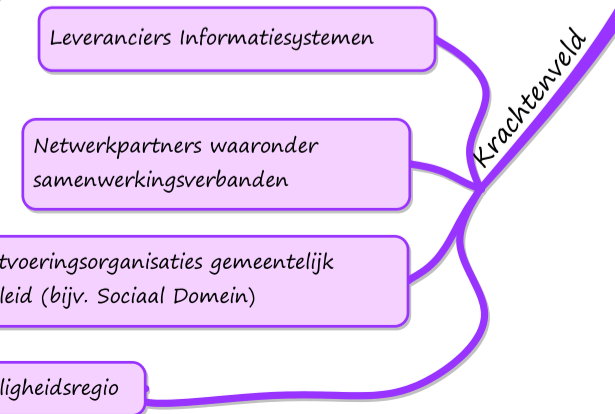 Leveranciers Informatiesystemen
Krachtenveld
Netwerkpartners waaronder
samenwerkingsverbanden
tvoeringsorganisaties gemeentelijk
leid (bijv. Sociaal Domein)
ligheidsregio